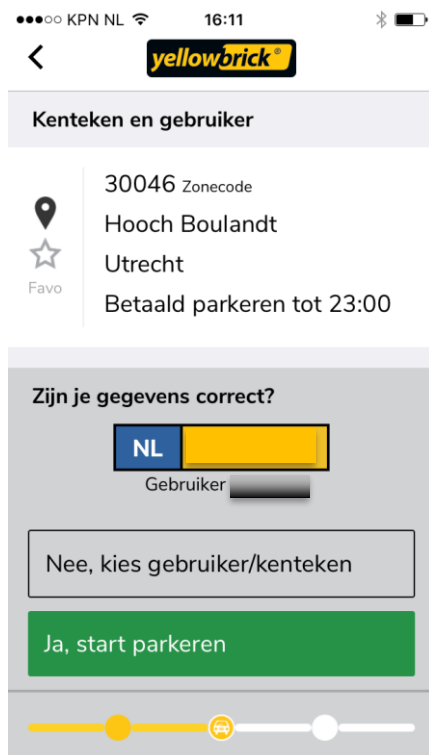 KPN NL 16:11
yellowbrick®
Kenteken en gebruiker
30046 Zonecode
Hooch Boulandt
Utrecht
Favo
Betaald parkeren tot 23:00
Zijn je gegevens correct?
NL
Gebruiker
Nee, kies gebruiker/kenteken
Ja, start parkeren